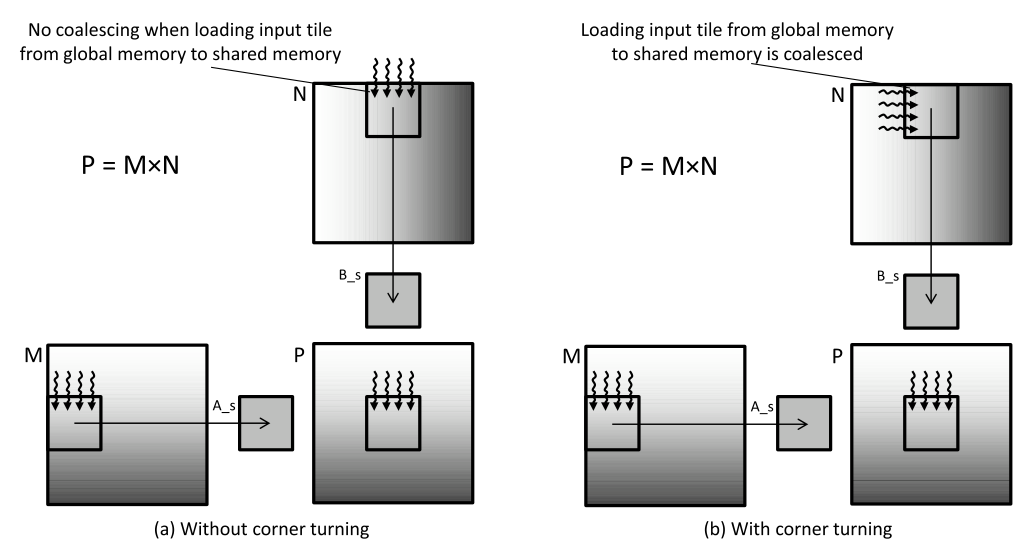 No coalescing when loading input tile
from global memory to shared memory
N
P = M×N
B_s
M
P
A_s
(a) Without corner turning
Loading input tile from global memory
to shared memory is coalesced
N
P = M×N
B_s
M
P
A_s
(b) With corner turning